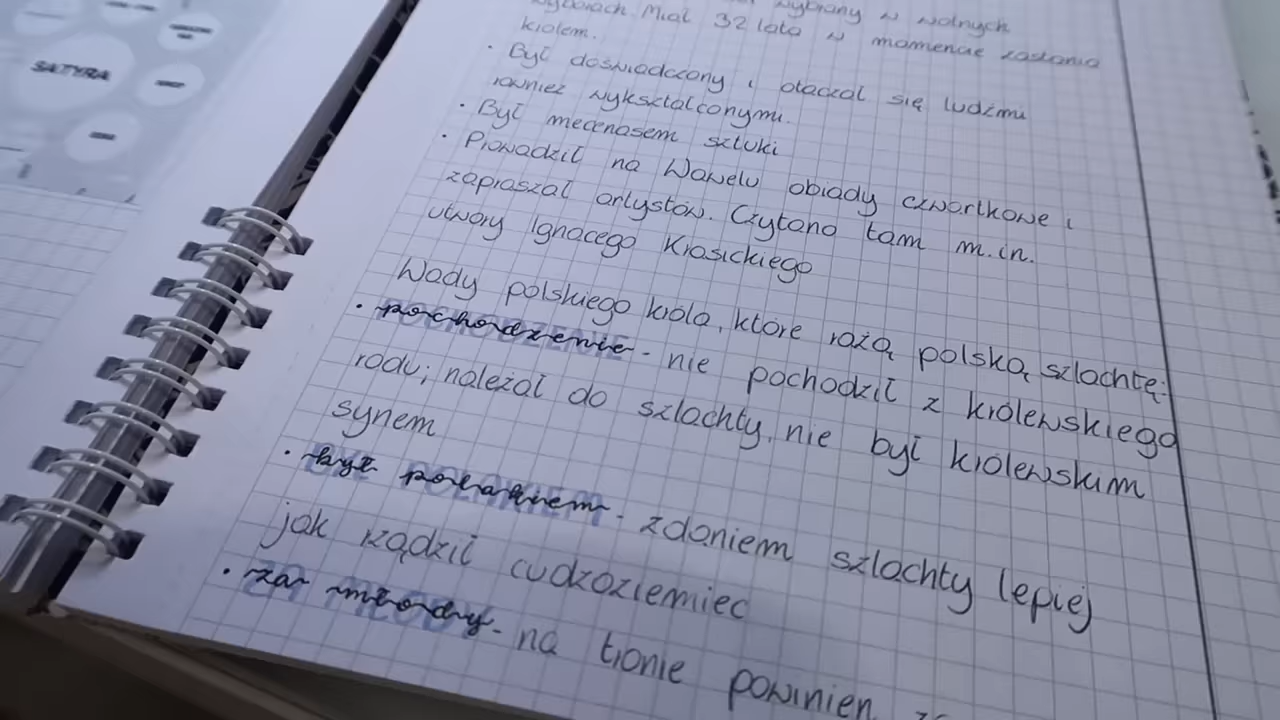 SATYRA
wybrany w wolnych
wyborach. Miał 32 lata w momencie zostania
królem.
• Był doświadczony i otaczał się ludźmi
również wykształconymi.
• Był mecenasem sztuki
• Prowadził na Wawelu obiady czwartkowe i
zapraszał artystów. Czytano tam m.in.
utwory Ignacego Krasickiego
Wady polskiego króla, które rażą polską szlachtę:
• pochodzenie - nie pochodził z królewskiego
rodu; należał do szlachty, nie był królewskim
synem
• był polakiem - zdaniem szlachty lepiej
jak rządził cudzoziemiec
• za młody - na tronie powinien